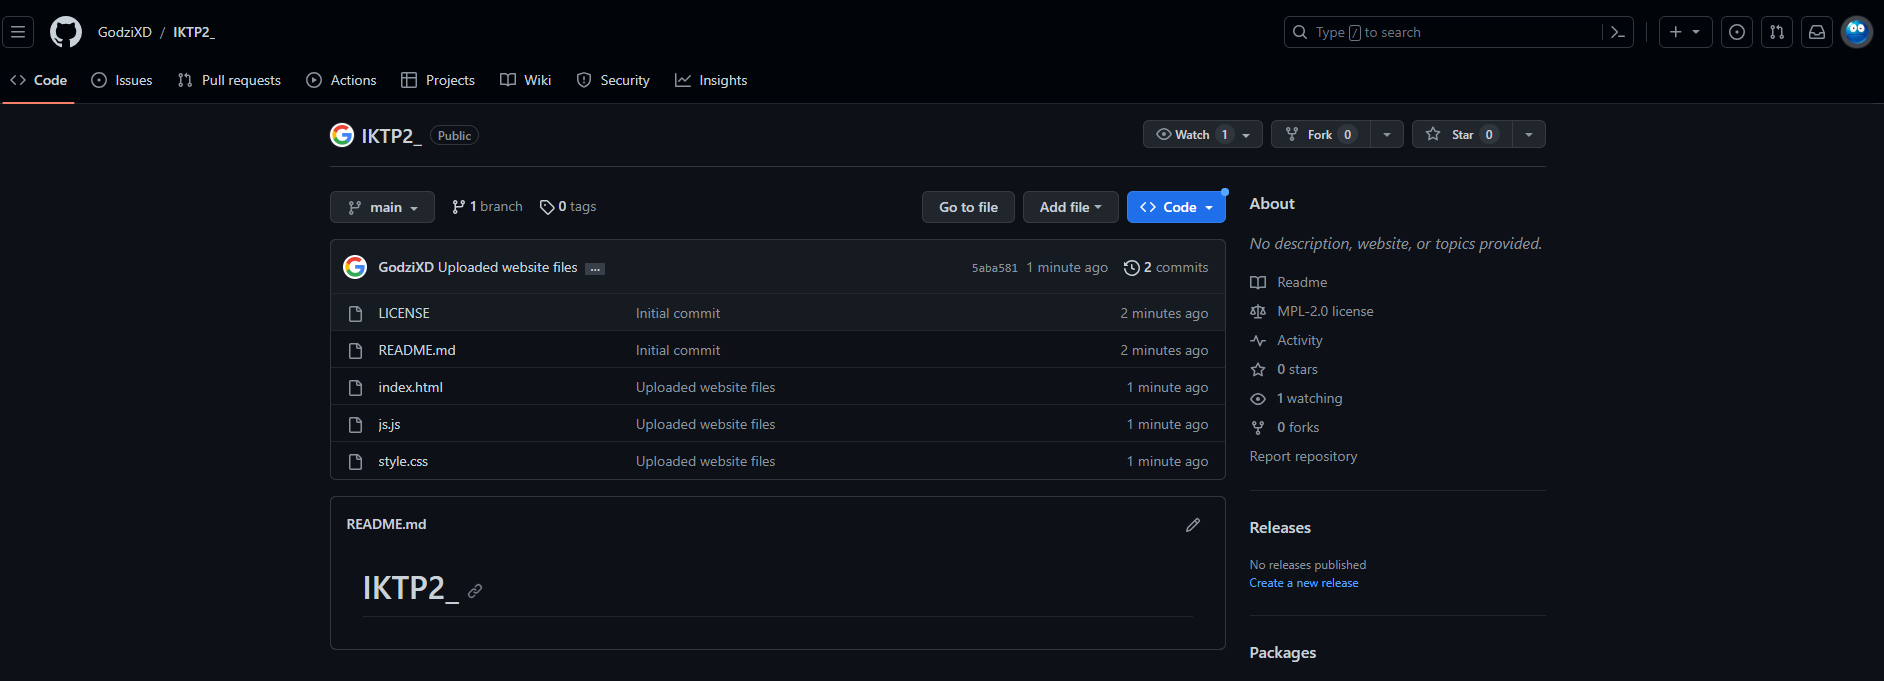 GodziXD / IKTP2_
Type / to search
Code
Issues
Pull requests
Actions
Projects
Wiki
Security
Insights
IKTP2_ Public
Watch 1
Fork 0
Star 0
main
1 branch
0 tags
Go to file
Add file
Code
GodziXD Uploaded website files ...
5aba581 1 minute ago 2 commits
LICENSE Initial commit 2 minutes ago
README.md Initial commit 2 minutes ago
index.html Uploaded website files 1 minute ago
js.js Uploaded website files 1 minute ago
style.css Uploaded website files 1 minute ago
README.md
IKTP2_
About
No description, website, or topics provided.
Readme
MPL-2.0 license
Activity
0 stars
1 watching
0 forks
Report repository
Releases
No releases published
Create a new release
Packages